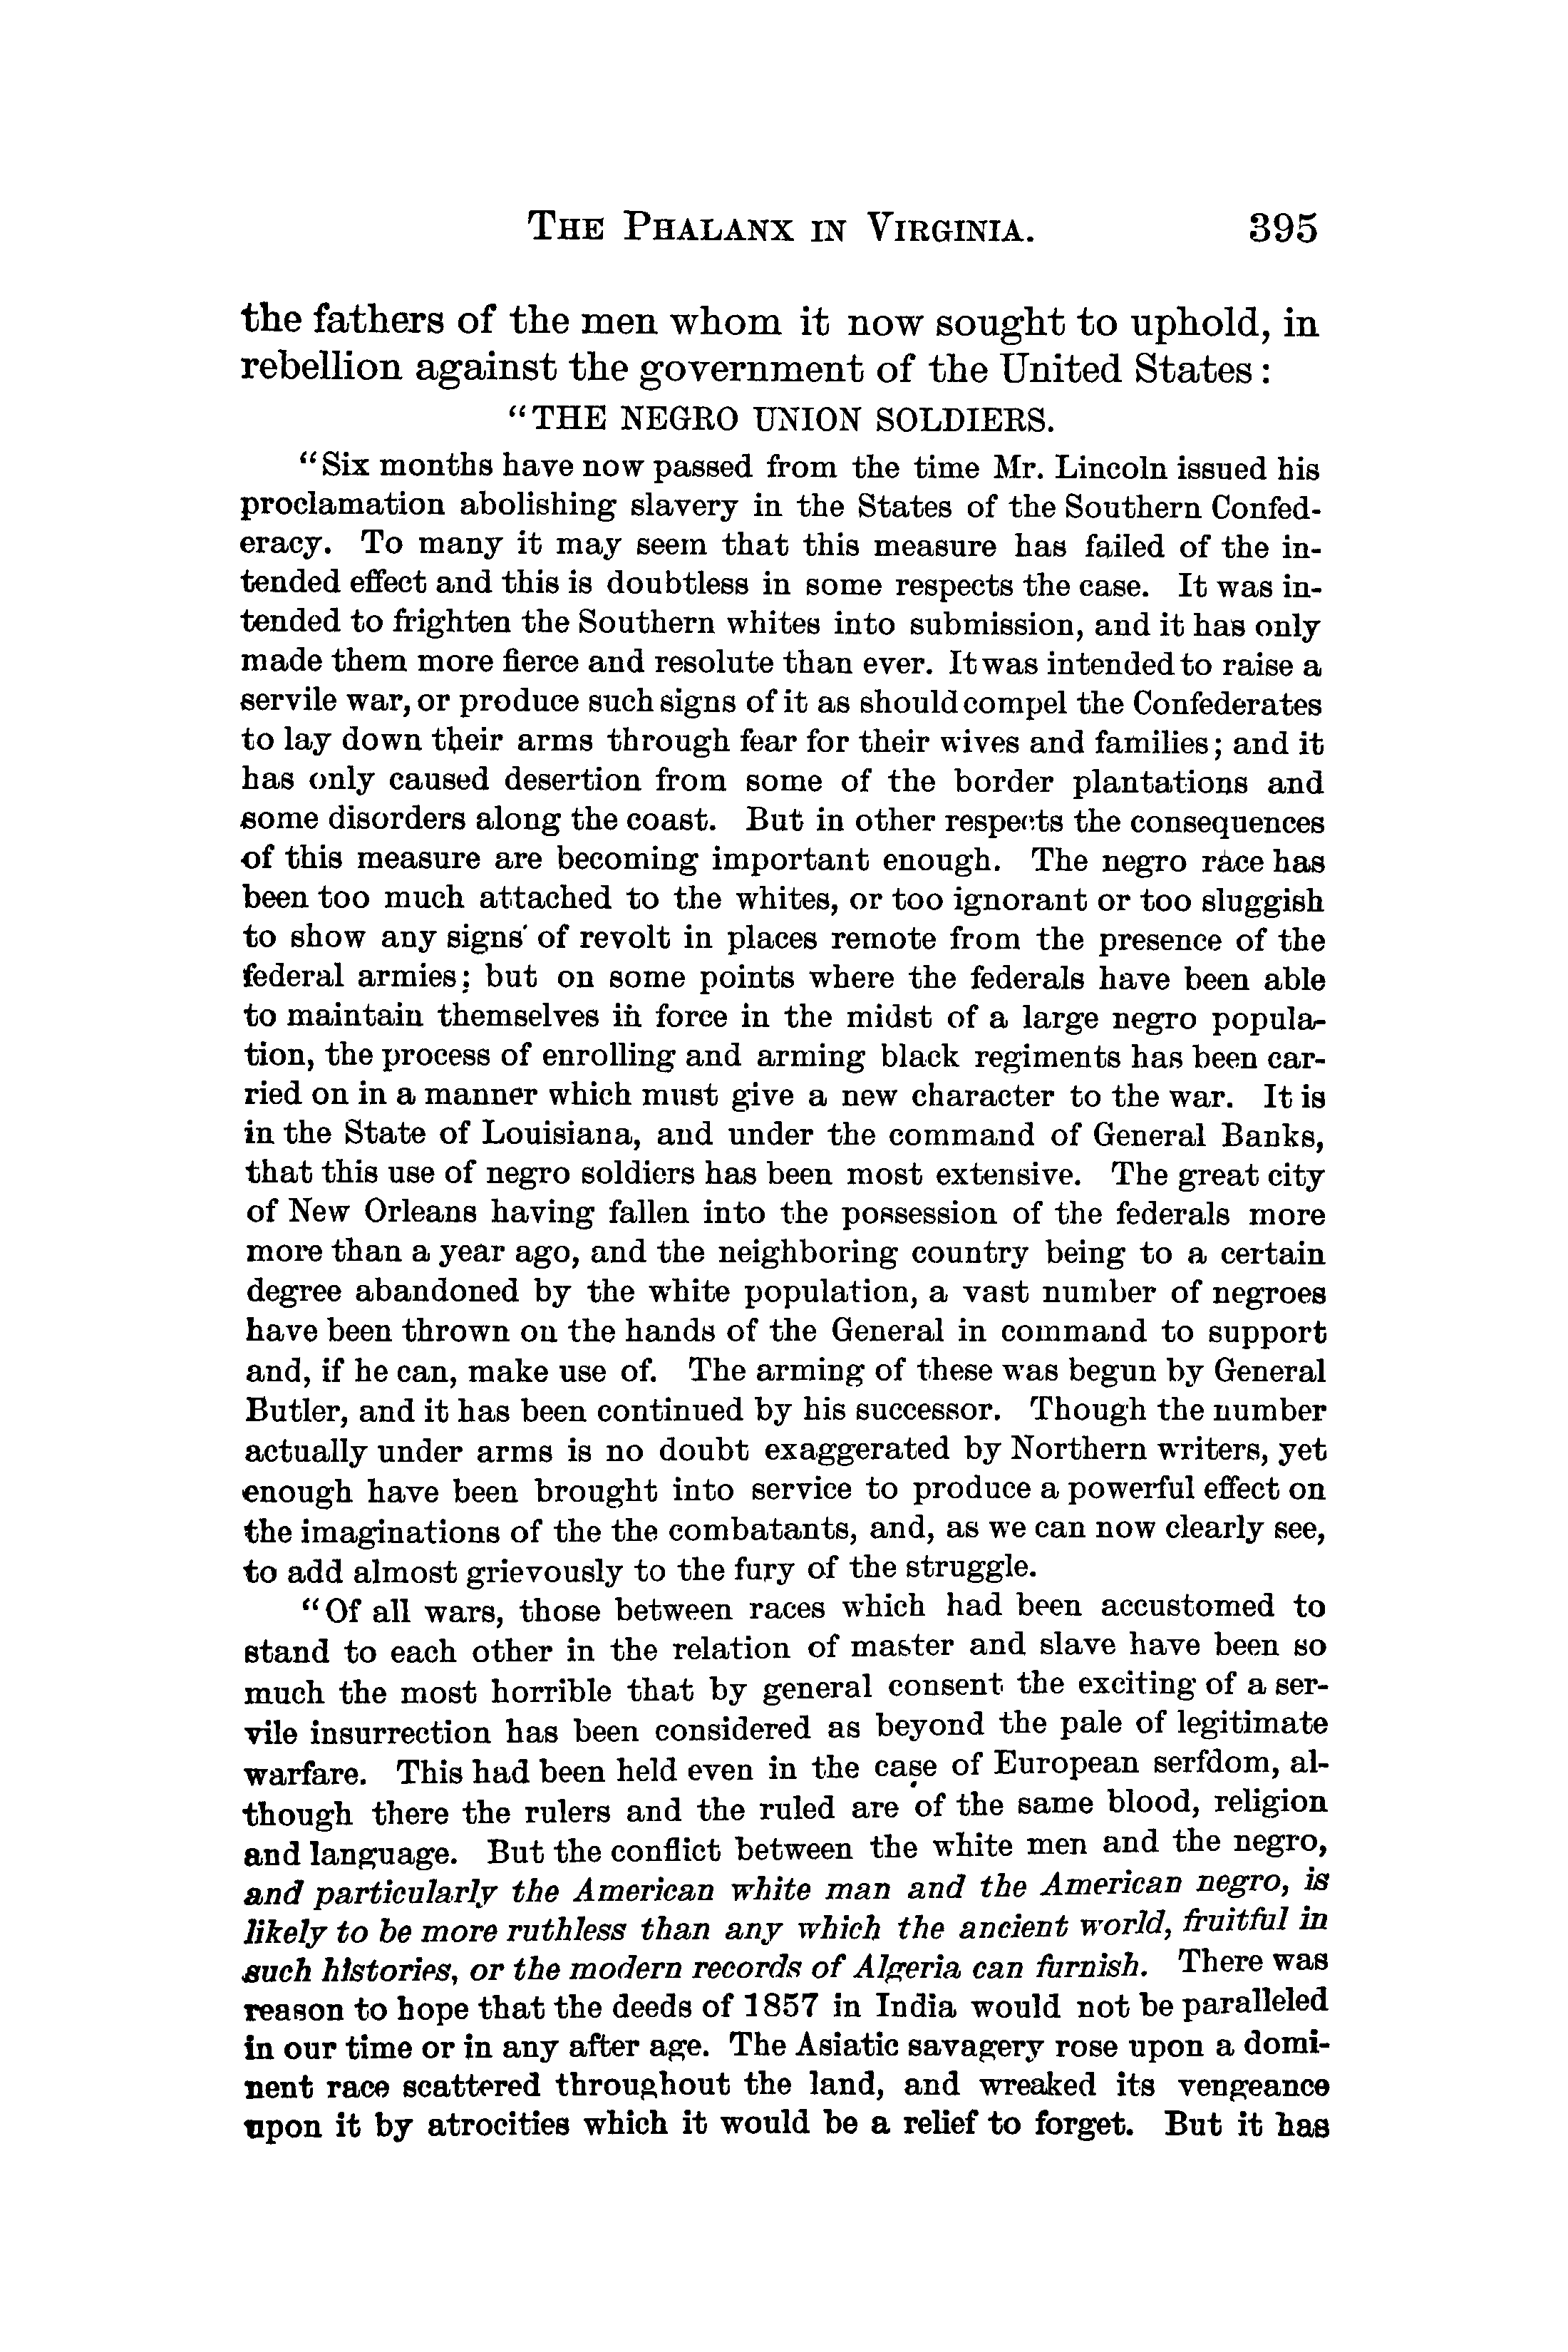 THE PHALANX IN VIRGINIA. 395
the fathers of the men whom it now sought to uphold, in
rebellion against the government of the United States:
"THE NEGRO UNION SOLDIERS.
"Six months have now passed from the time Mr. Lincoln issued his
proclamation abolishing slavery in the States of the Southern Confed-
eracy. To many it may seem that this measure has failed of the in-
tended effect and this is doubtless in some respects the case. It was in-
tended to frighten the Southern whites into submission, and it has only
made them more fierce and resolute than ever. It was intended to raise a
servile war, or produce such signs of it as should compel the Confederates
to lay down their arms through fear for their wives and families; and it
has only caused desertion from some of the border plantations and
some disorders along the coast. But in other respects the consequences
of this measure are becoming important enough. The negro race has
been too much attached to the whites, or too ignorant or too sluggish
to show any signs of revolt in places remote from the presence of the
federal armies; but on some points where the federals have been able
to maintain themselves in force in the midst of a large negro popula-
tion, the process of enrolling and arming black regiments has been car-
ried on in a manner which must give a new character to the war. It is
in the State of Louisiana, and under the command of General Banks,
that this use of negro soldiers has been most extensive. The great city
of New Orleans having fallen into the possession of the federals more
more than a year ago, and the neighboring country being to a certain
degree abandoned by the white population, a vast number of negroes
have been thrown on the hands of the General in command to support
and, if he can, make use of. The arming of these was begun by General
Butler, and it has been continued by his successor. Though the number
actually under arms is no doubt exaggerated by Northern writers, yet
enough have been brought into service to produce a powerful effect on
the imaginations of the the combatants, and, as we can now clearly see,
to add almost grievously to the fury of the struggle.
"Of all wars, those between races which had been accustomed to
stand to each other in the relation of master and slave have been so
much the most horrible that by general consent the exciting of a ser-
vile insurrection has been considered as beyond the pale of legitimate
warfare. This had been held even in the case of European serfdom, al-
though there the rulers and the ruled are of the same blood, religion
and language. But the conflict between the white men and the negro,
and particularly the American white man and the American negro, is
likely to be more ruthless than any which the ancient world, fruitful in
such histories, or the modern records of Algeria can furnish. There was
reason to hope that the deeds of 1857 in India would not be paralleled
in our time or in any after age. The Asiatic savagery rose upon a domi-
nent race scattered throughout the land, and wreaked its vengeance
upon it by atrocities which it would be a relief to forget. But it has